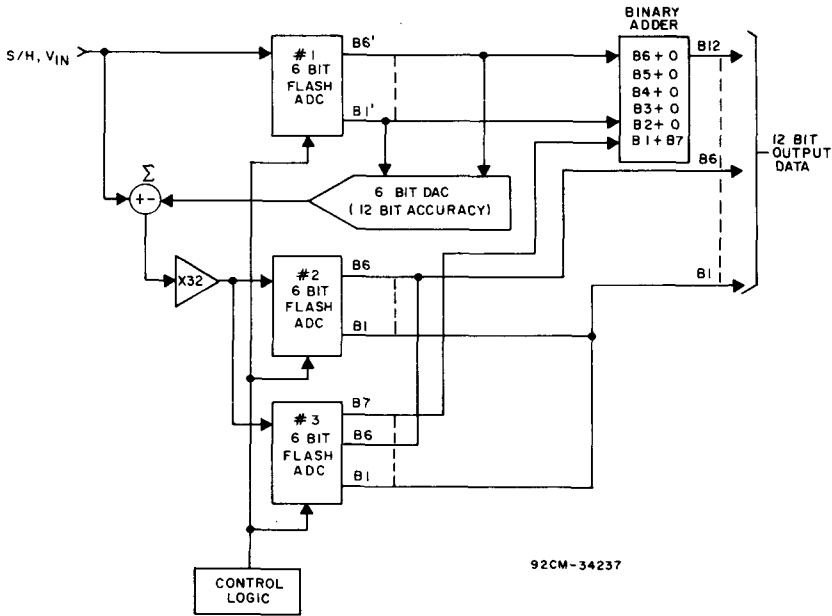 S/H, VIN
#1
6 BIT
FLASH
ADC
B6'
B1'
BINARY
ADDER
B6+0
B5+0
B4+0
B3+0
B2+0
B1+B7
B12
B6
B1
12 BIT
OUTPUT
DATA
Σ
+-
6 BIT DAC
(12 BIT ACCURACY)
X32
#2
6 BIT
FLASH
ADC
B6
B1
#3
6 BIT
FLASH
ADC
B7
B6
B1
CONTROL
LOGIC
92CM-34237